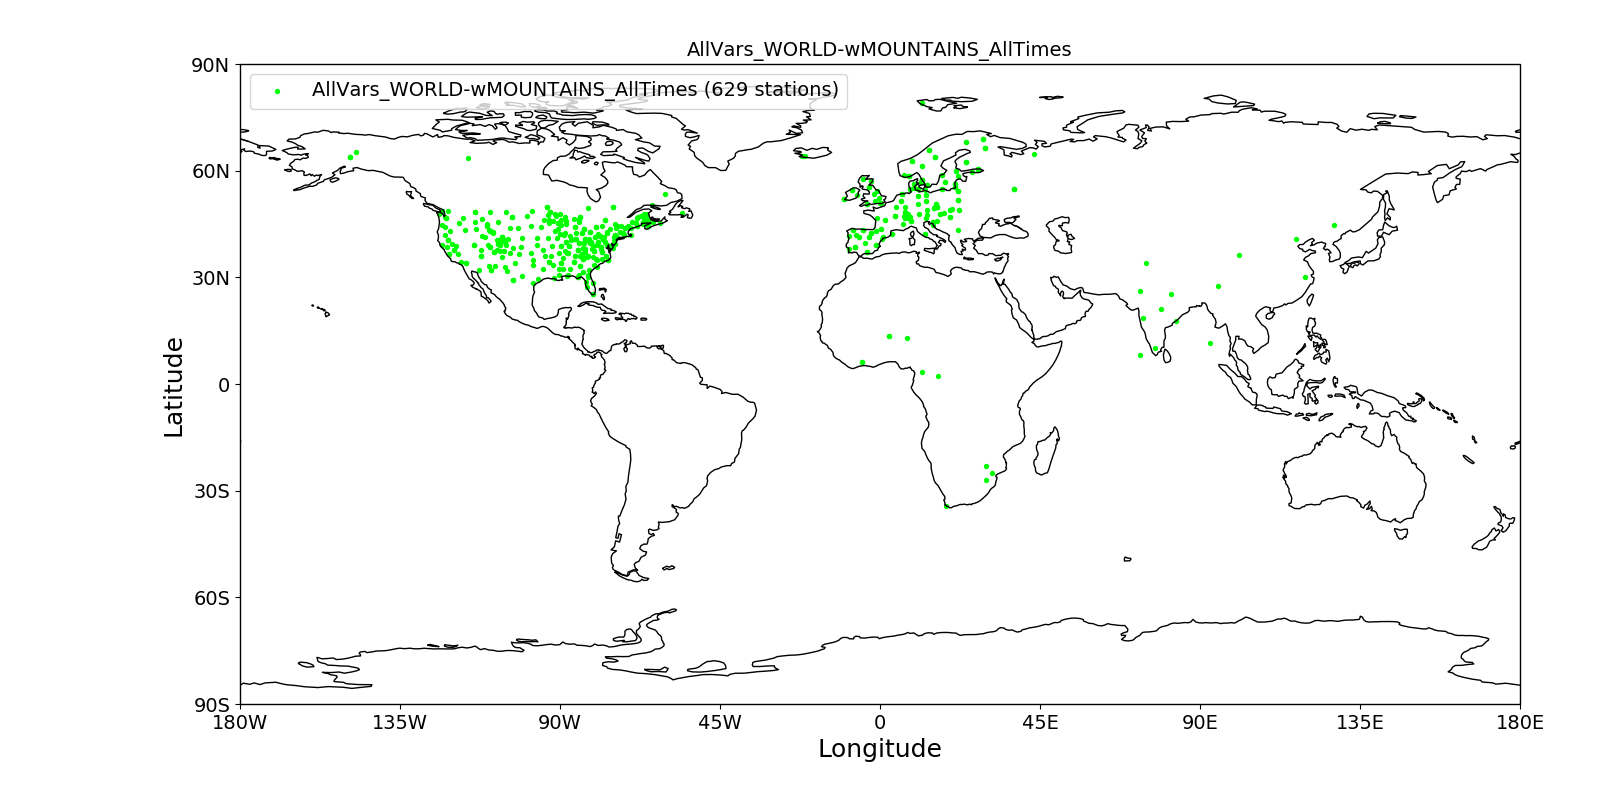 AllVars_WORLD-wMOUNTAINS_AllTimes
AllVars_WORLD-wMOUNTAINS_AllTimes (629 stations)
90N
60N
30N
0
30S
60S
90S
Latitude
180W 135W 90W 45W 0 45E 90E 135E 180E
Longitude